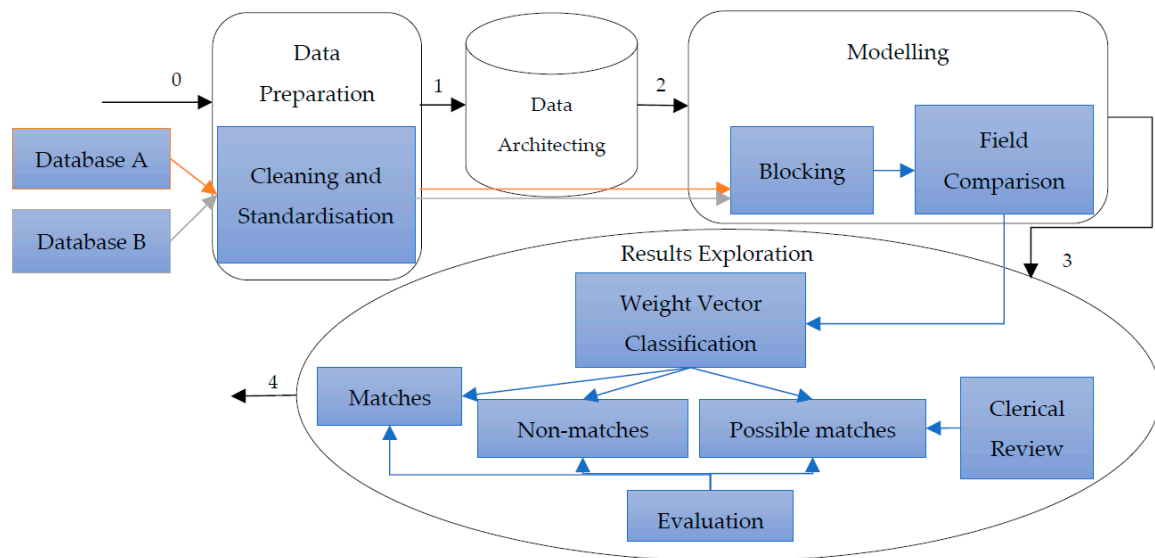 0
Data
Preparation
1
Data
Architecting
2
Modelling
Database A
Database B
Cleaning and
Standardisation
Blocking
Field
Comparison
3
Results Exploration
Weight Vector
Classification
4
Matches
Non-matches
Possible matches
Clerical
Review
Evaluation